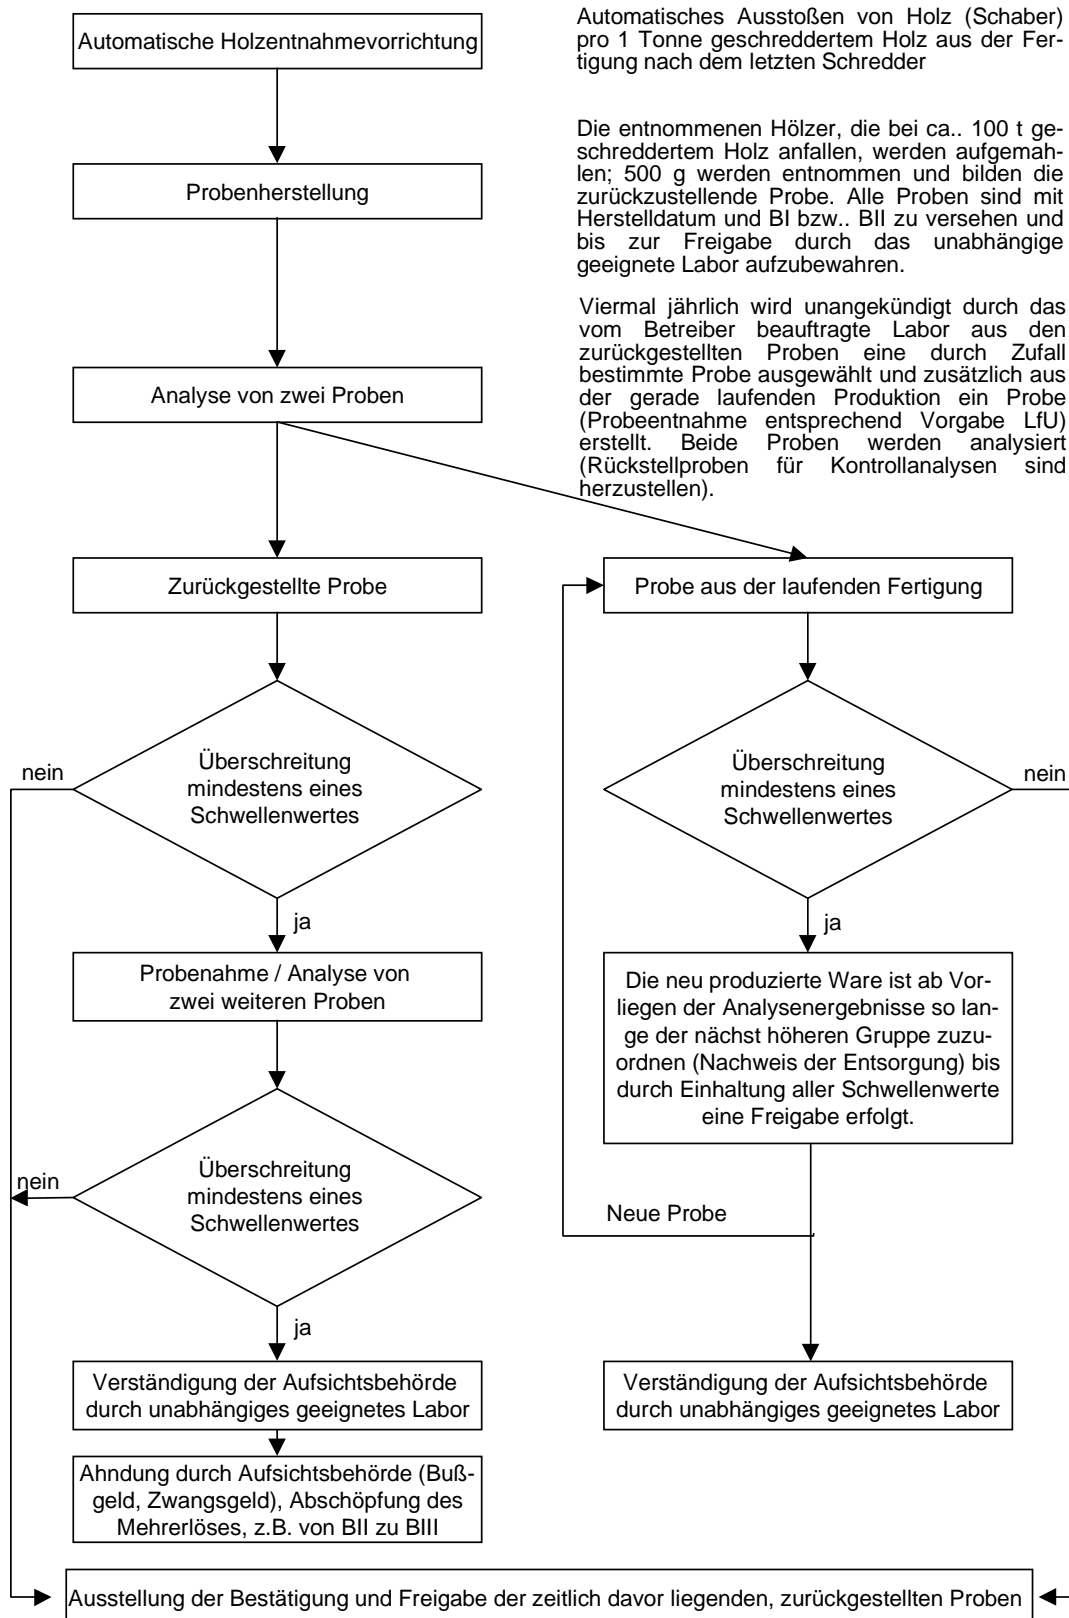 Automatische Holzentnahmevorrichtung
Automatisches Ausstoßen von Holz (Schaber)
pro 1 Tonne geschreddertem Holz aus der Fer-
tigung nach dem letzten Schredder
Probenherstellung
Die entnommenen Hölzer, die bei ca.. 100 t ge-
schreddertem Holz anfallen, werden aufgemah-
len; 500 g werden entnommen und bilden die
zurückzustellende Probe. Alle Proben sind mit
Herstelldatum und BI bzw.. BII zu versehen und
bis zur Freigabe durch das unabhängige
geeignete Labor aufzubewahren.
Analyse von zwei Proben
Viermal jährlich wird unangekündigt durch das
vom Betreiber beauftragte Labor aus den
zurückgestellten Proben eine durch Zufall
bestimmte Probe ausgewählt und zusätzlich aus
der gerade laufenden Produktion ein Probe
(Probeentnahme entsprechend Vorgabe LfU)
erstellt. Beide Proben werden analysiert
(Rückstellproben für Kontrollanalysen sind
herzustellen).
Zurückgestellte Probe
Probe aus der laufenden Fertigung
Überschreitung
mindestens eines
Schwellenwertes
nein
ja
Überschreitung
mindestens eines
Schwellenwertes
nein
ja
Probenahme / Analyse von
zwei weiteren Proben
Die neu produzierte Ware ist ab Vor-
liegen der Analysenergebnisse so lan-
ge der nächst höheren Gruppe zuzu-
ordnen (Nachweis der Entsorgung) bis
durch Einhaltung aller Schwellenwerte
eine Freigabe erfolgt.
Überschreitung
mindestens eines
Schwellenwertes
nein
ja
Neue Probe
Verständigung der Aufsichtsbehörde
durch unabhängiges geeignetes Labor
Verständigung der Aufsichtsbehörde
durch unabhängiges geeignetes Labor
Ahndung durch Aufsichtsbehörde (Buß-
geld, Zwangsgeld), Abschöpfung des
Mehrerlöses, z.B. von BII zu BIII
Ausstellung der Bestätigung und Freigabe der zeitlich davor liegenden, zurückgestellten Proben